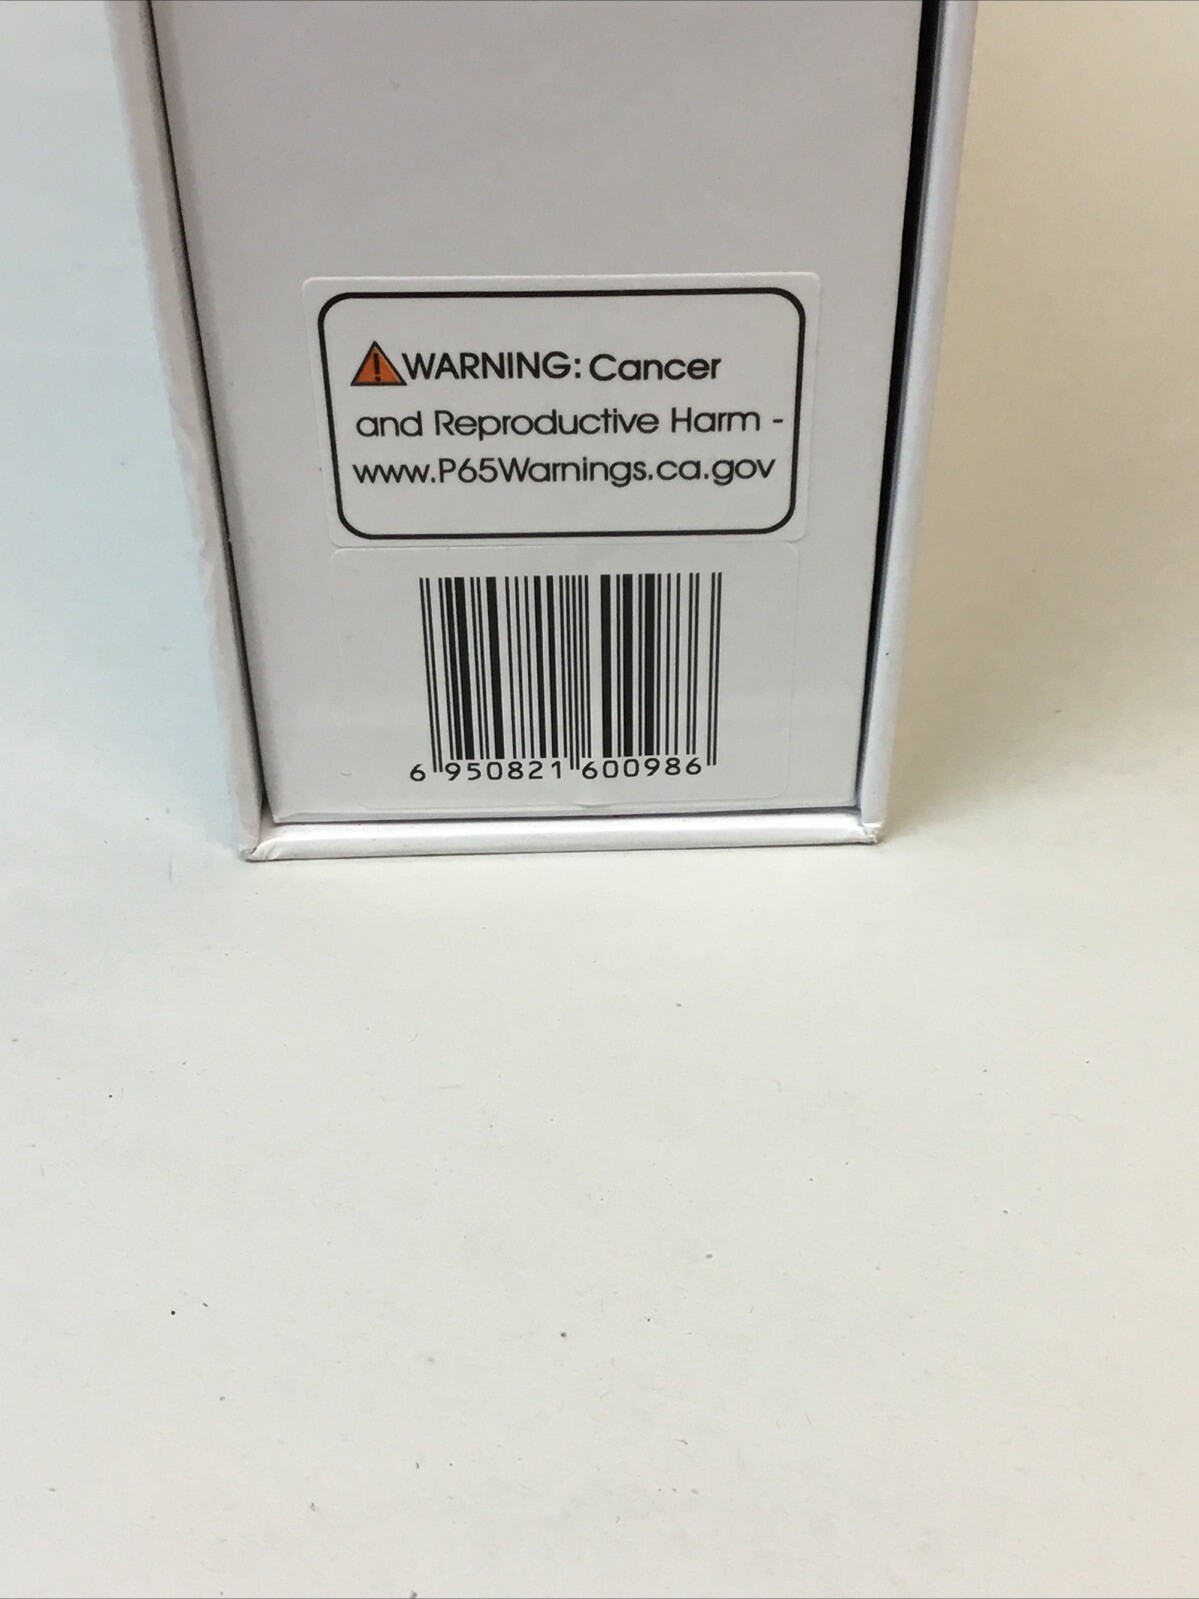 WARNING: Cancer
and Reproductive Harm -
www.P65Warnings.ca.gov
6 950821 600986